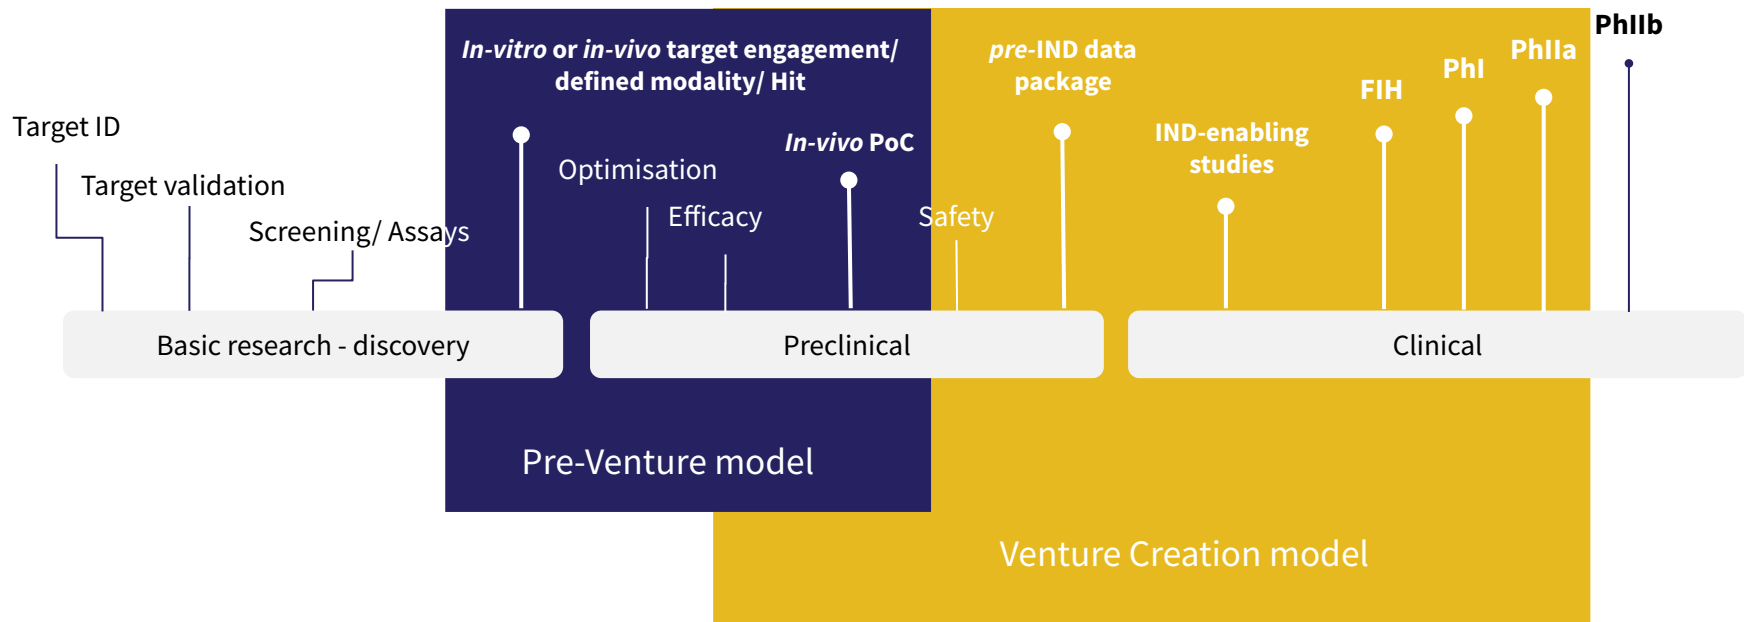 Target ID
Target validation
Screening/ Assays
In-vitro or in-vivo target engagement/
defined modality/ Hit
Optimisation
Efficacy
In-vivo PoC
Safety
pre-IND data
package
IND-enabling
studies
FIH
PhI
PhIIa
PhIIb
Basic research - discovery
Preclinical
Clinical
Pre-Venture model
Venture Creation model